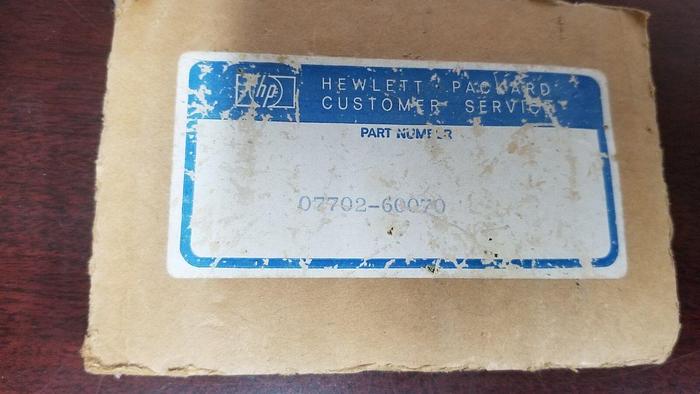 hp
HEWLETT PACKARD
CUSTOMER SERVICE
PART NUMBER
07702-60070